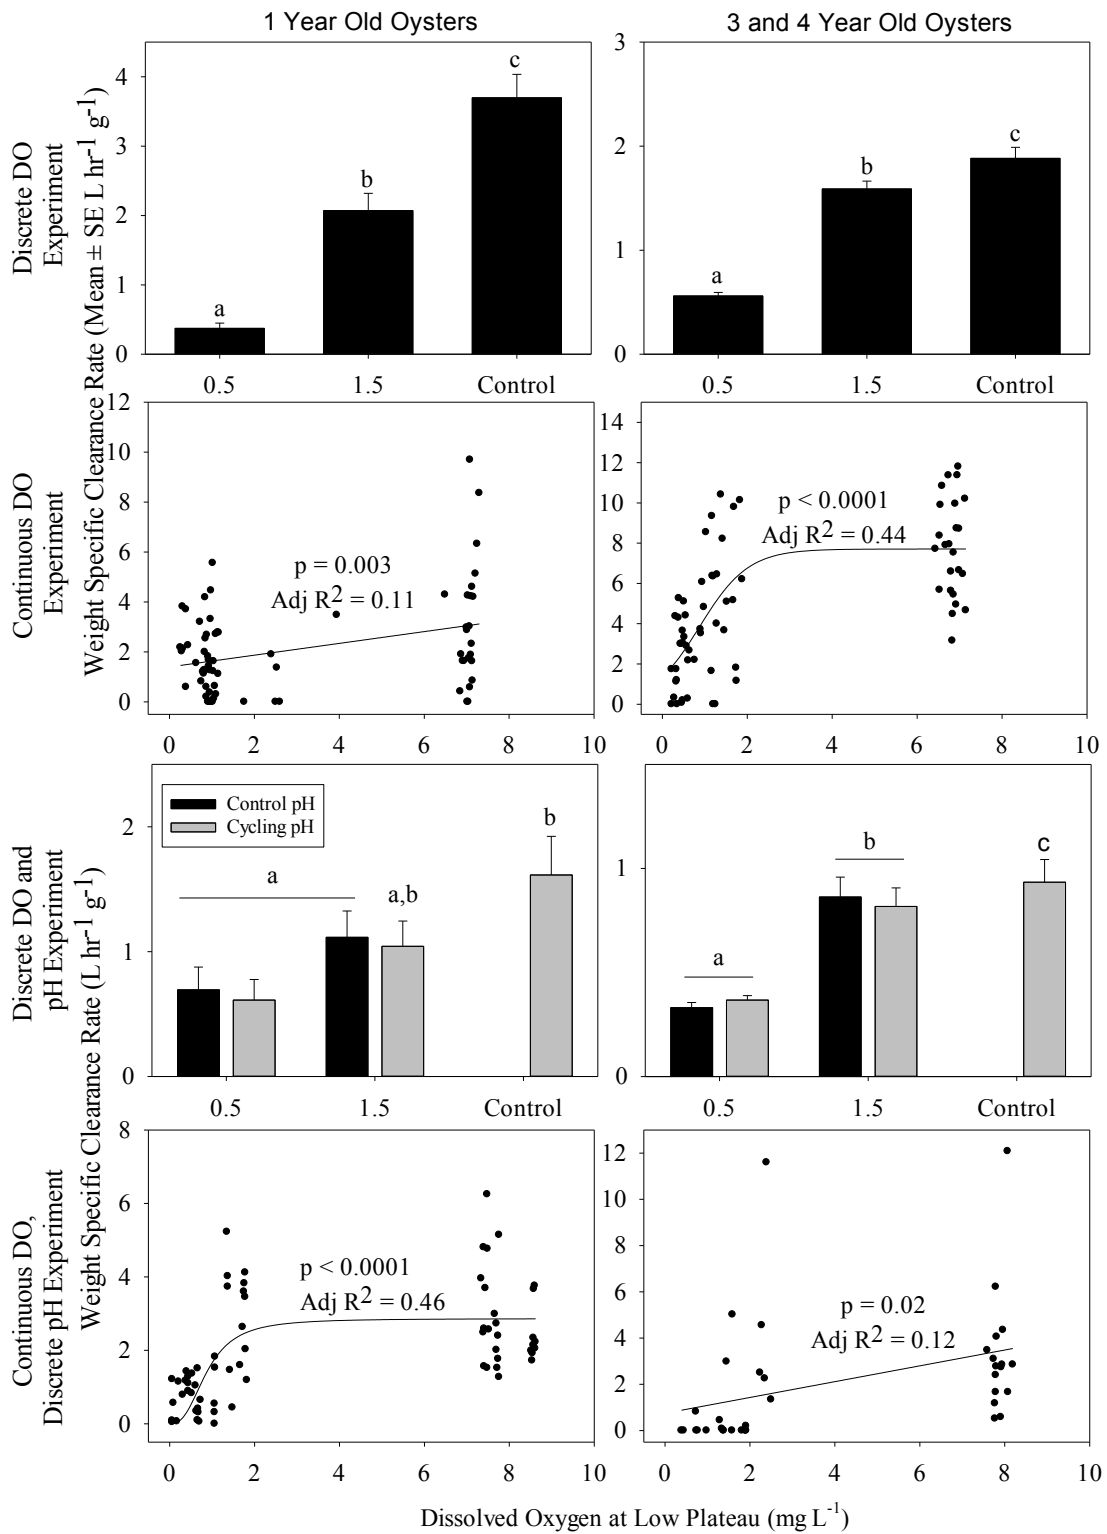 1 Year Old Oysters
3 and 4 Year Old Oysters
Discrete DO
Experiment
Weight Specific Clearance Rate (Mean ± SE L hr-1 g-1)
0
1
2
3
4
a
b
c
0.5
1.5
Control
0
1
2
3
a
b
c
0.5
1.5
Control
Continuous DO
Experiment
0
2
4
6
8
10
12
p = 0.003
Adj R2 = 0.11
0 2 4 6 8 10
0
2
4
6
8
10
12
14
p < 0.0001
Adj R2 = 0.44
0 2 4 6 8 10
Discrete DO and
pH Experiment
Weight Specific Clearance Rate (L hr-1 g-1)
0
1
2
Control pH
Cycling pH
a
a,b
b
0.5
1.5
Control
0
1
a
b
c
0.5
1.5
Control
Continuous DO,
Discrete pH Experiment
0
2
4
6
8
p < 0.0001
Adj R2 = 0.46
0 2 4 6 8 10
0
2
4
6
8
10
12
p = 0.02
Adj R2 = 0.12
0 2 4 6 8 10
Dissolved Oxygen at Low Plateau (mg L-1)